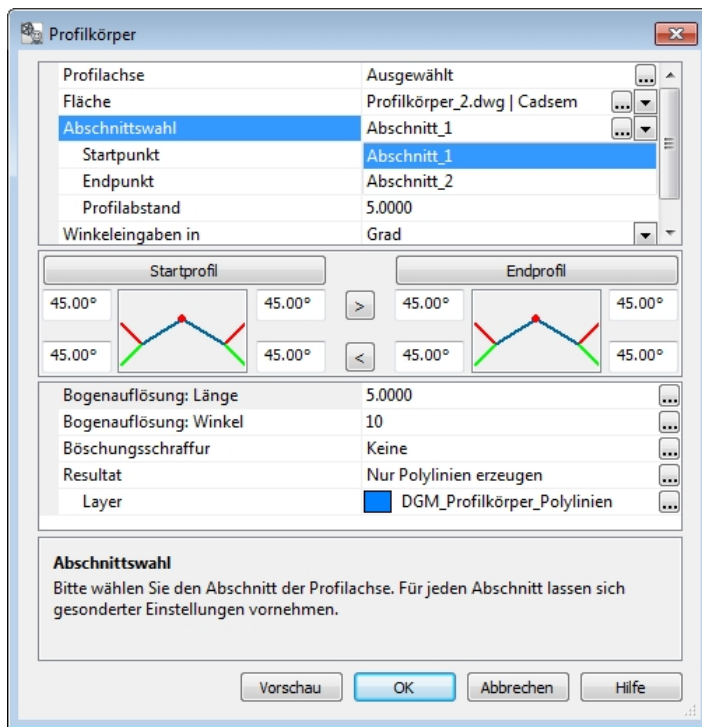 Profilkörper
Profilachse Ausgewählt ...
Fläche Profilkörper_2.dwg | Cadsem ...
Abschnittswahl Abschnitt_1 ...
Startpunkt Abschnitt_1
Endpunkt Abschnitt_2
Profilabstand 5.0000
Winkeleingaben in Grad
Startprofil Endprofil
45.00° 45.00° > 45.00° 45.00°
45.00° 45.00° < 45.00° 45.00°
Bogenauflösung: Länge 5.0000 ...
Bogenauflösung: Winkel 10 ...
Böschungsschraffur Keine ...
Resultat Nur Polylinien erzeugen ...
Layer DGM_Profilkörper_Polylinien ...
Abschnittswahl
Bitte wählen Sie den Abschnitt der Profilachse. Für jeden Abschnitt lassen sich
gesonderter Einstellungen vornehmen.
Vorschau OK Abbrechen Hilfe